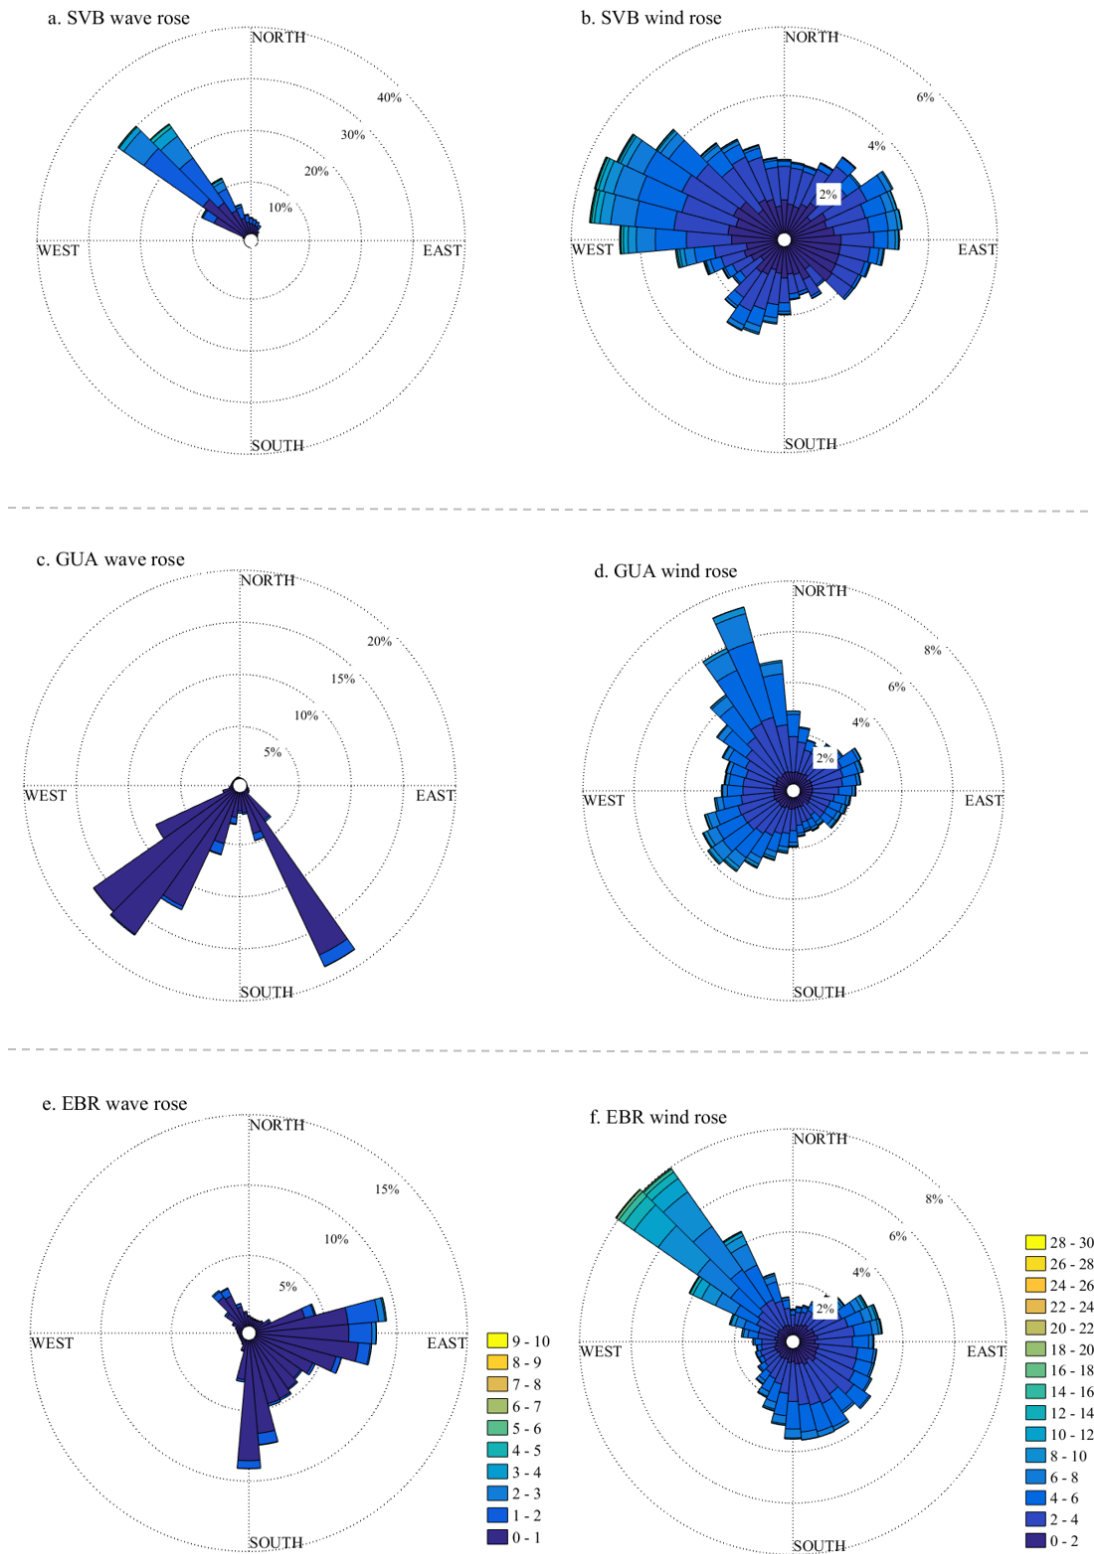 a. SVB wave rose
NORTH
40%
30%
20%
10%
WEST
EAST
SOUTH
b. SVB wind rose
NORTH
6%
4%
2%
WEST
EAST
SOUTH
c. GUA wave rose
NORTH
20%
15%
10%
5%
WEST
EAST
SOUTH
d. GUA wind rose
NORTH
8%
6%
4%
2%
WEST
EAST
SOUTH
e. EBR wave rose
NORTH
15%
10%
5%
WEST
EAST
SOUTH
9 - 10
8 - 9
7 - 8
6 - 7
5 - 6
4 - 5
3 - 4
2 - 3
1 - 2
0 - 1
f. EBR wind rose
NORTH
8%
6%
4%
2%
WEST
EAST
SOUTH
28 - 30
26 - 28
24 - 26
22 - 24
20 - 22
18 - 20
16 - 18
14 - 16
12 - 14
10 - 12
8 - 10
6 - 8
4 - 6
2 - 4
0 - 2